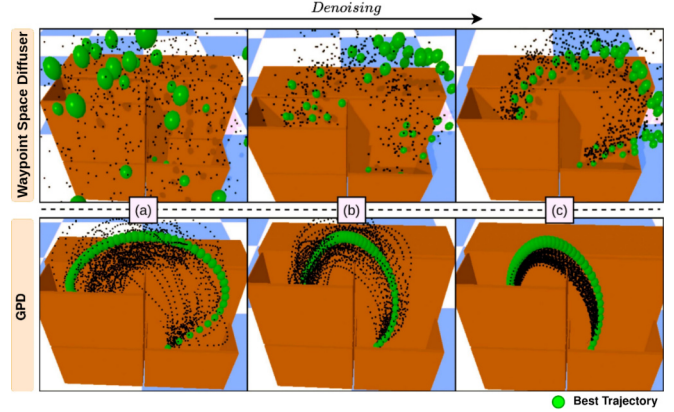 Denoising
Waypoint Space Diffuser
(a)
(b)
(c)
GPD
Best Trajectory